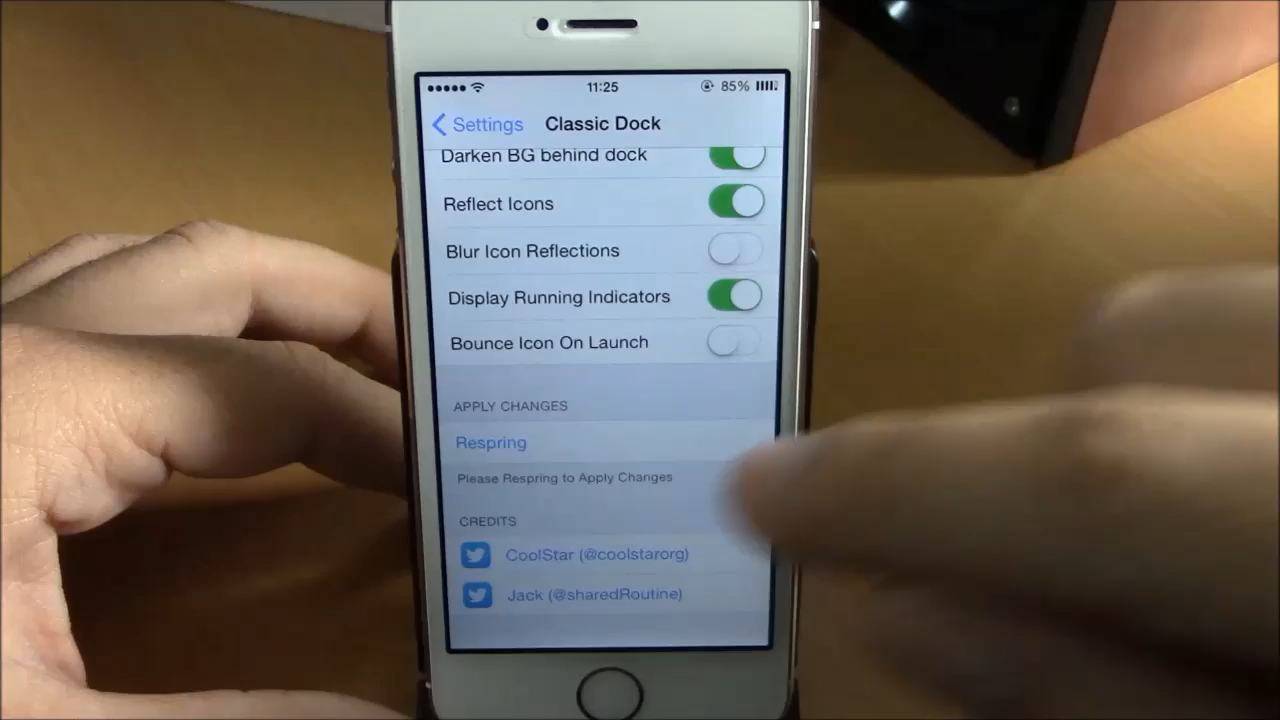 11:25
85%
Settings
Classic Dock
Darken BG behind dock
Reflect Icons
Blur Icon Reflections
Display Running Indicators
Bounce Icon On Launch
APPLY CHANGES
Respring
Please Respring to Apply Changes
CREDITS
CoolStar (@coolstarorg)
Jack (@sharedRoutine)